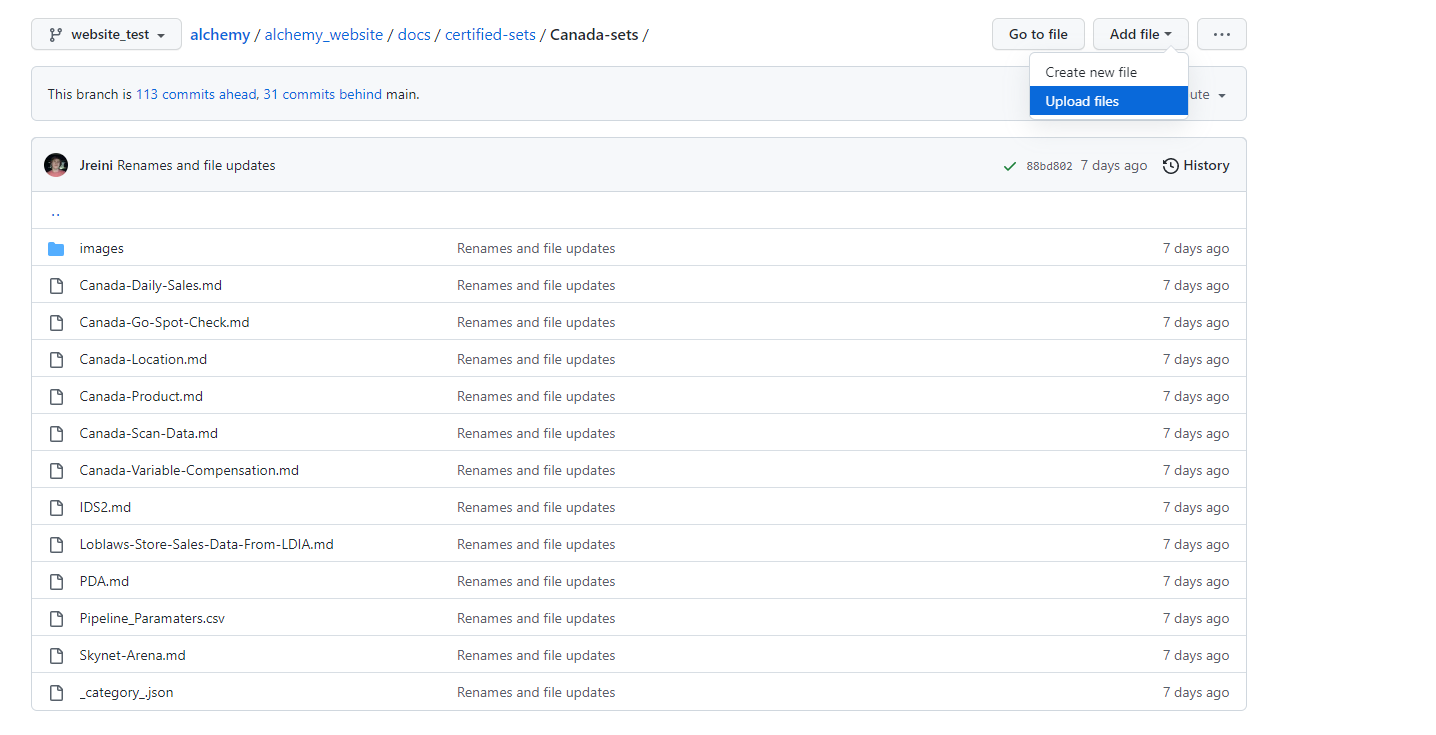 website_test alchemy / alchemy_website / docs / certified-sets / Canada-sets / Go to file Add file ...
Create new file
This branch is 113 commits ahead, 31 commits behind main.
Upload files
Jreini Renames and file updates 88bd802 7 days ago History
..
images Renames and file updates 7 days ago
Canada-Daily-Sales.md Renames and file updates 7 days ago
Canada-Go-Spot-Check.md Renames and file updates 7 days ago
Canada-Location.md Renames and file updates 7 days ago
Canada-Product.md Renames and file updates 7 days ago
Canada-Scan-Data.md Renames and file updates 7 days ago
Canada-Variable-Compensation.md Renames and file updates 7 days ago
IDS2.md Renames and file updates 7 days ago
Loblaws-Store-Sales-Data-From-LDIA.md Renames and file updates 7 days ago
PDA.md Renames and file updates 7 days ago
Pipeline_Paramaters.csv Renames and file updates 7 days ago
Skynet-Arena.md Renames and file updates 7 days ago
_category_.json Renames and file updates 7 days ago